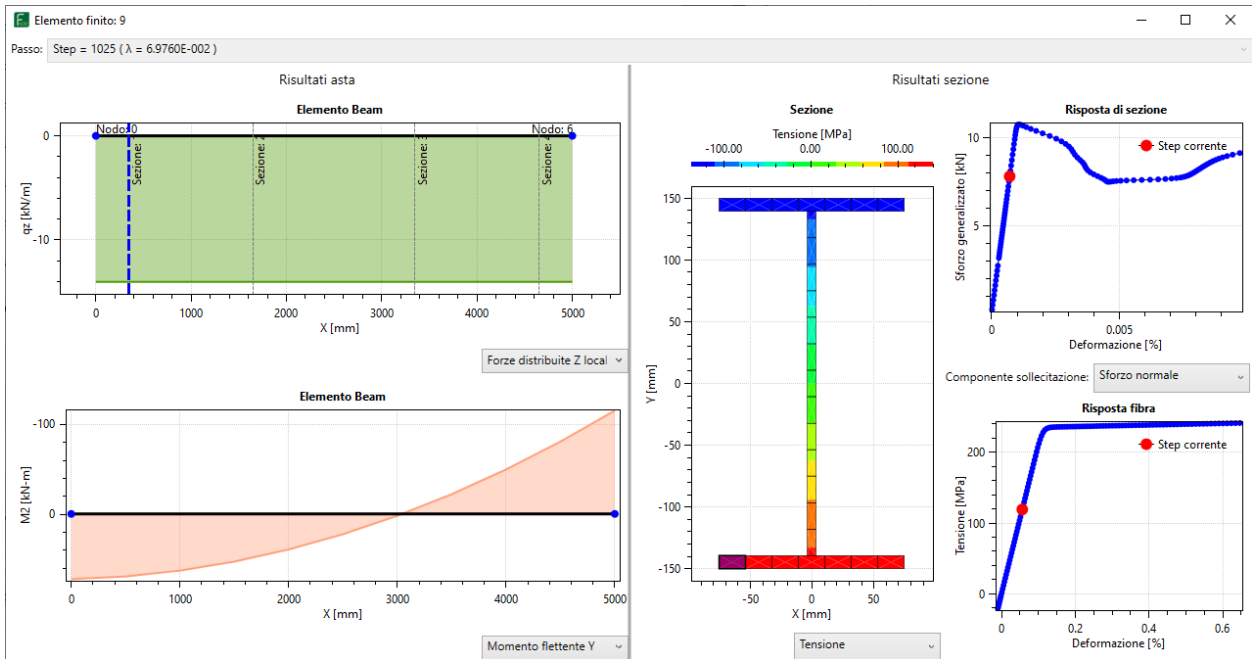 Elemento finito: 9
Passo: Step = 1025 ( λ = 6.9760E-002 )
Risultati asta
Elemento Beam
Nodo: 0
Nodo: 6
Sezione:
Sezione: 2
Sezione: 3
Sezione: 4
0
-10
qz [kN/m]
0 1000 2000 3000 4000 5000
X [mm]
Forze distribuite Z local
Elemento Beam
-100
0
M2 [kN-m]
0 1000 2000 3000 4000 5000
X [mm]
Momento flettente Y
Risultati sezione
Sezione
Tensione [MPa]
-100.00 0.00 100.00
150
100
50
0
-50
-100
-150
Y [mm]
-50 0 50
X [mm]
Tensione
Risposta di sezione
Step corrente
10
5
Sforzo generalizzato [kN]
0 0.005
Deformazione [%]
Componente sollecitazione: Sforzo normale
Risposta fibra
Step corrente
200
100
0
Tensione [MPa]
0 0.2 0.4 0.6
Deformazione [%]